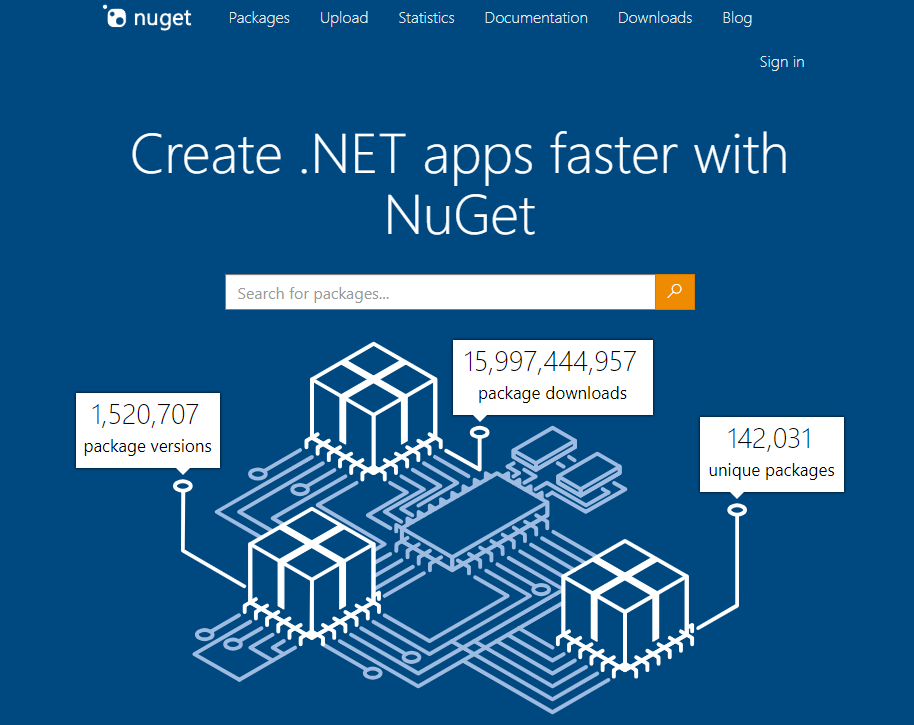 nuget Packages Upload Statistics Documentation Downloads Blog
Sign in
Create .NET apps faster with
NuGet
Search for packages...
15,997,444,957
package downloads
1,520,707
package versions
142,031
unique packages